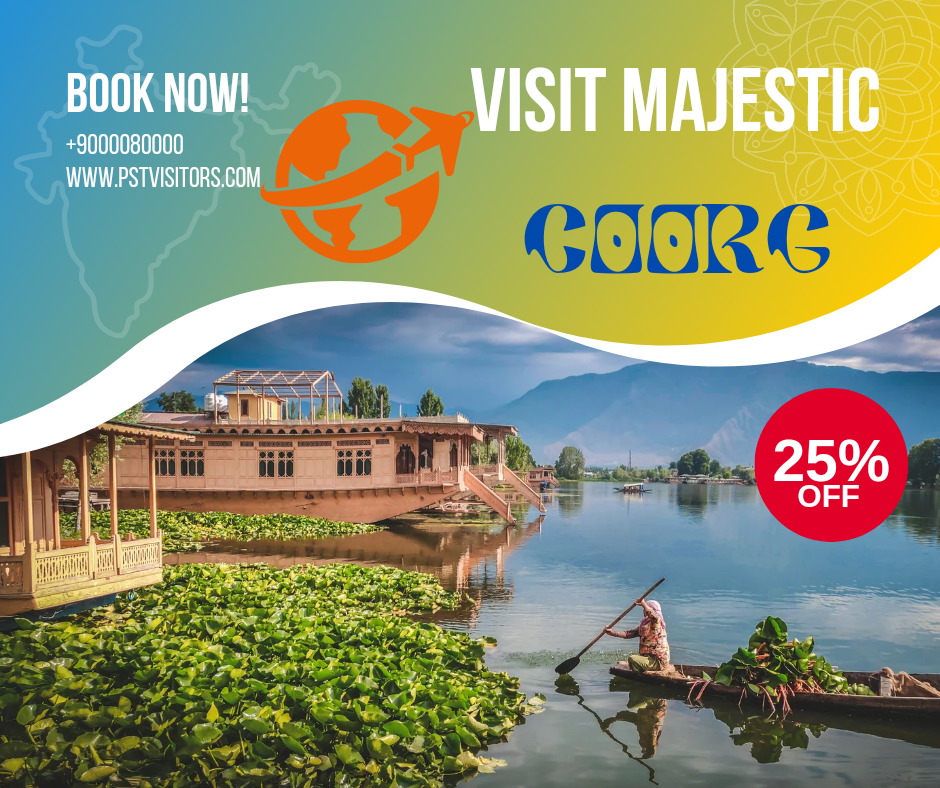 BOOK NOW!
+9000080000
WWW.PSTVISITORS.COM
VISIT MAJESTIC
COORG
25%
OFF